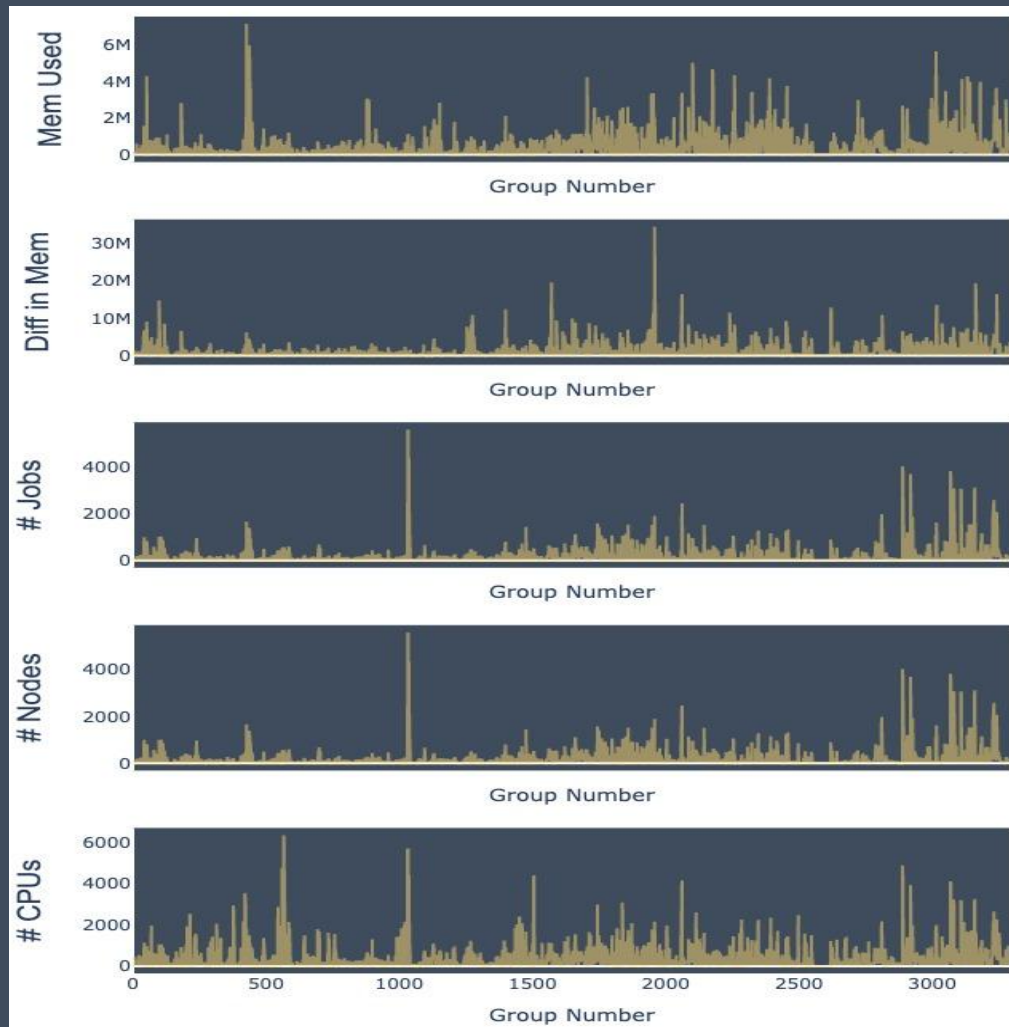 Mem Used
6M
4M
2M
0
Group Number
Diff in Mem
30M
20M
10M
0
Group Number
# Jobs
4000
2000
0
Group Number
# Nodes
4000
2000
0
Group Number
# CPUs
6000
4000
2000
0
0 500 1000 1500 2000 2500 3000
Group Number